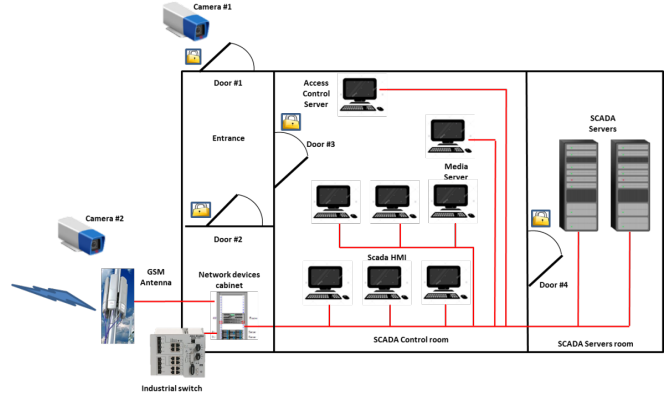 Camera #1
Door #1
Access
Control
Server
SCADA
Servers
Entrance
Door #3
Media
Server
Camera #2
Door #2
Scada HMI
GSM
Antenna
Network devices
cabinet
Door #4
SCADA Control room
SCADA Servers room
Industrial switch